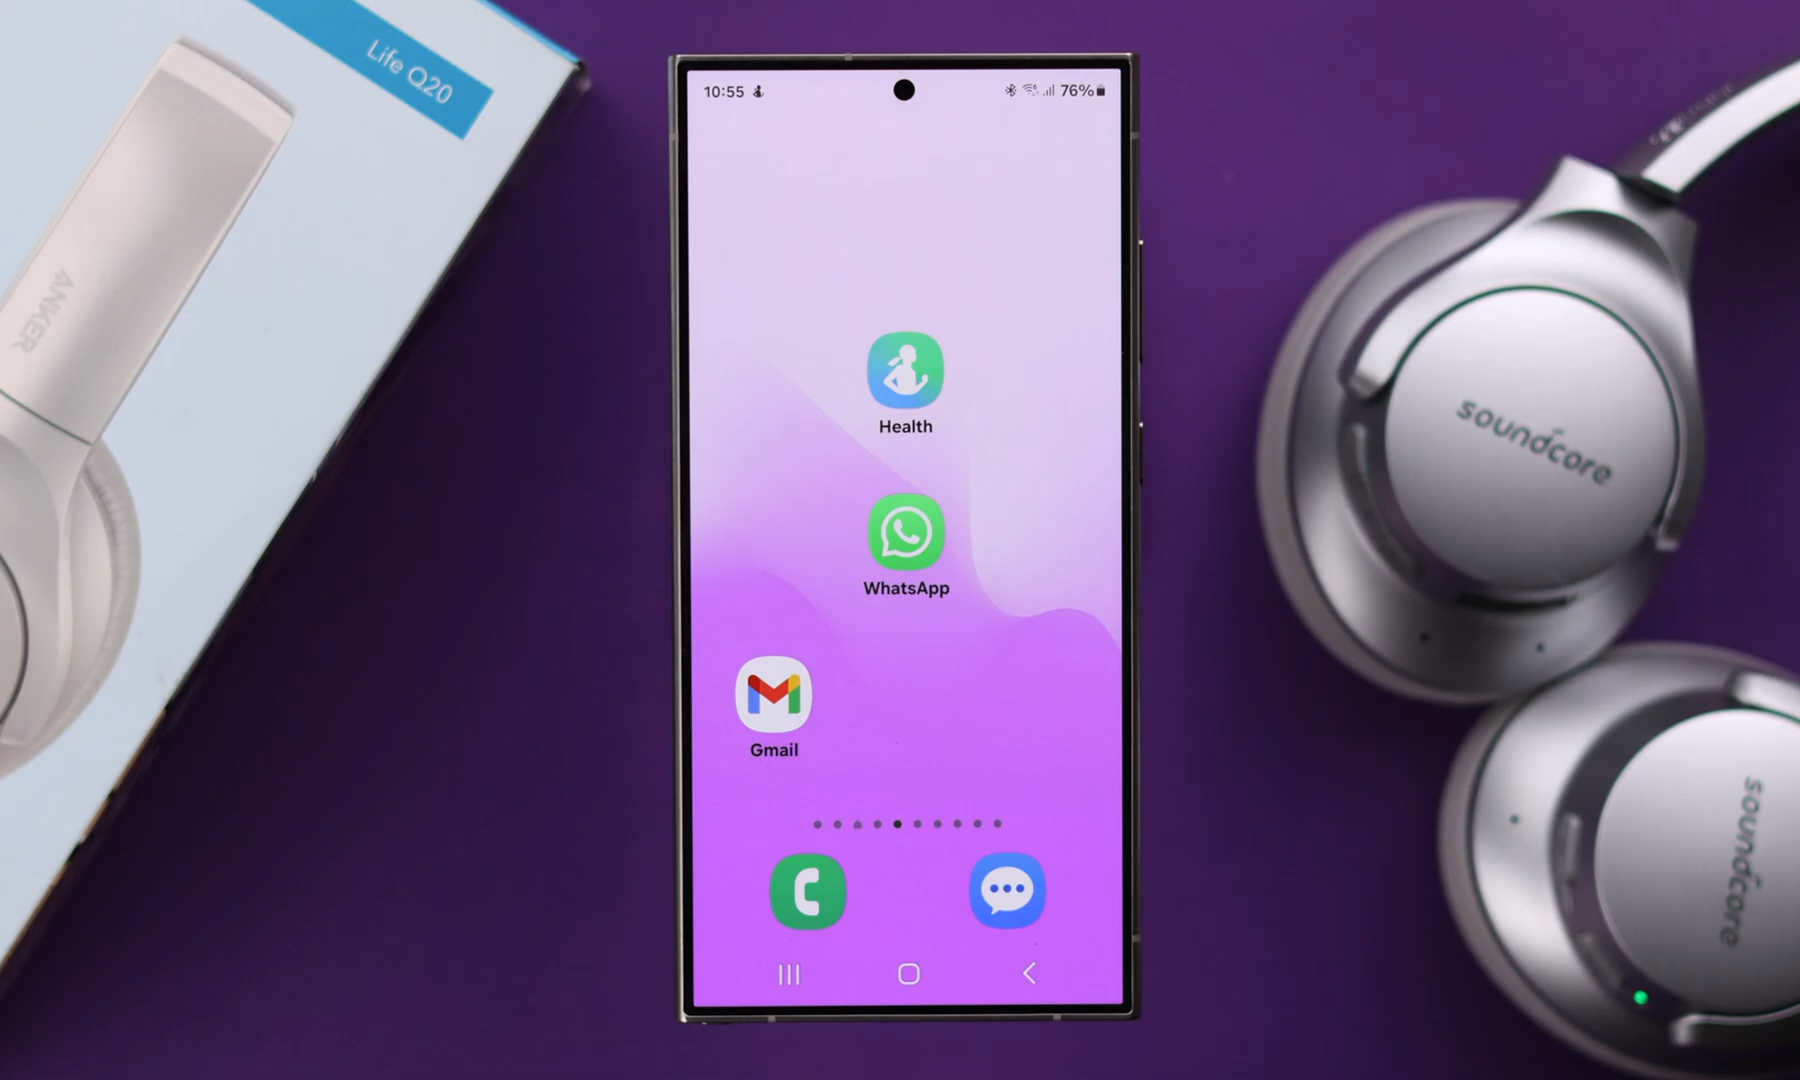 Life Q20
ANKER
10:55
76%
Health
WhatsApp
Gmail
soundcore
soundcore